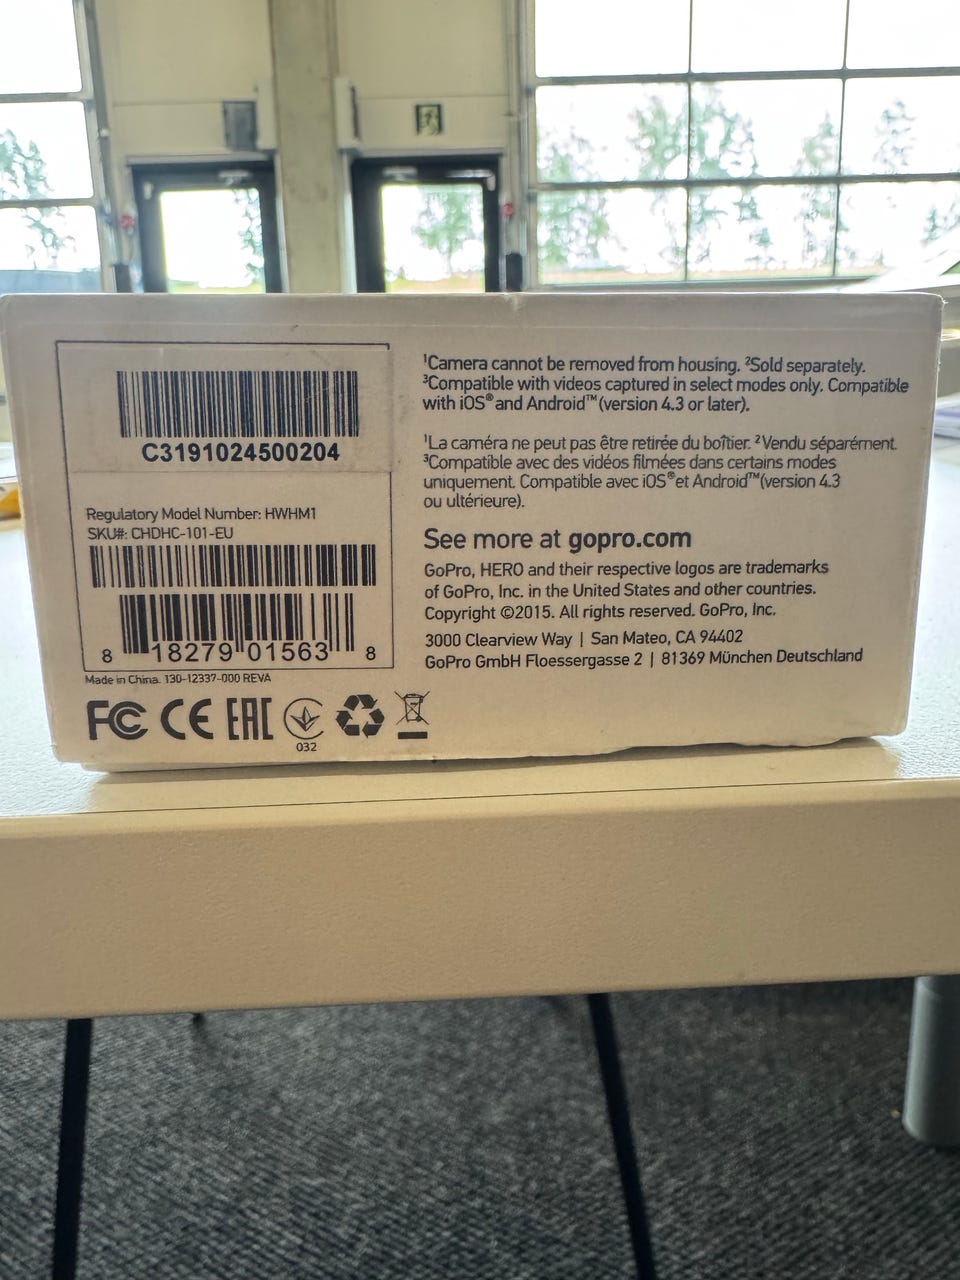 C3191024500204
Regulatory Model Number: HWHM1
SKU#: CHDHC-101-EU
8 18279 01563 8
Made in China. 130-12337-000 REVA
FC CE EAC
032
¹Camera cannot be removed from housing. ²Sold separately.
³Compatible with videos captured in select modes only. Compatible
with iOS® and Android™ (version 4.3 or later).
¹La caméra ne peut pas être retirée du boîtier. ²Vendu séparément.
³Compatible avec des vidéos filmées dans certains modes
uniquement. Compatible avec iOS® et Android™ (version 4.3
ou ultérieure).
See more at gopro.com
GoPro, HERO and their respective logos are trademarks
of GoPro, Inc. in the United States and other countries.
Copyright ©2015. All rights reserved. GoPro, Inc.
3000 Clearview Way | San Mateo, CA 94402
GoPro GmbH Floessergasse 2 | 81369 München Deutschland